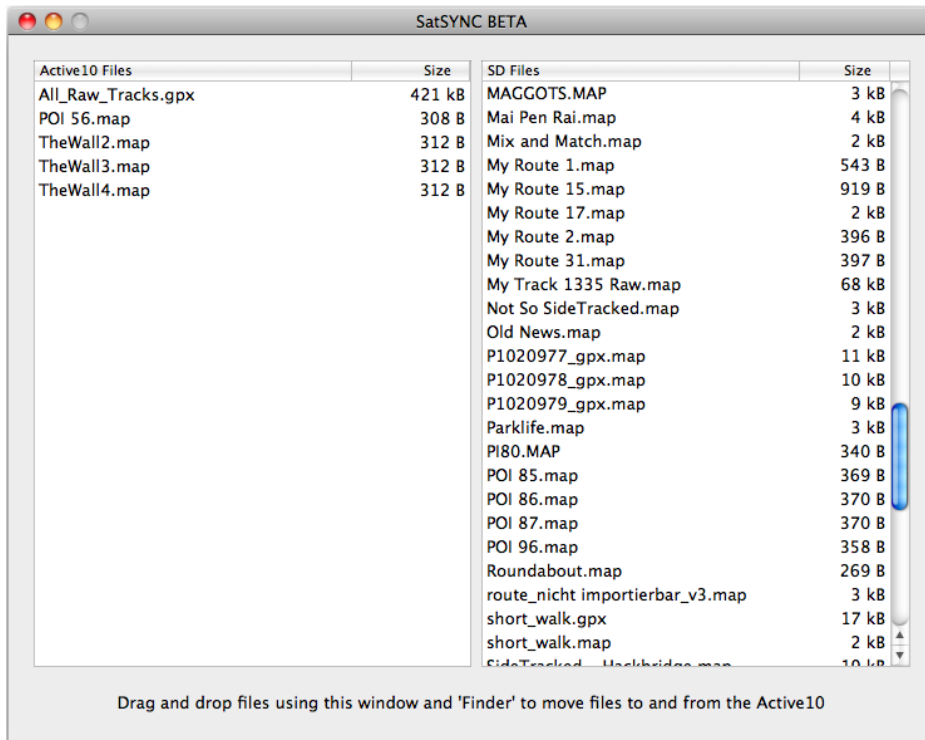 SatSYNC BETA
Active10 Files Size
All_Raw_Tracks.gpx 421 kB
POI 56.map 308 B
TheWall2.map 312 B
TheWall3.map 312 B
TheWall4.map 312 B
SD Files Size
MAGGOTS.MAP 3 kB
Mai Pen Rai.map 4 kB
Mix and Match.map 2 kB
My Route 1.map 543 B
My Route 15.map 919 B
My Route 17.map 2 kB
My Route 2.map 396 B
My Route 31.map 397 B
My Track 1335 Raw.map 68 kB
Not So SideTracked.map 3 kB
Old News.map 2 kB
P1020977_gpx.map 11 kB
P1020978_gpx.map 10 kB
P1020979_gpx.map 9 kB
Parklife.map 3 kB
PI80.MAP 340 B
POI 85.map 369 B
POI 86.map 370 B
POI 87.map 370 B
POI 96.map 358 B
Roundabout.map 269 B
route_nicht importierbar_v3.map 3 kB
short_walk.gpx 17 kB
short_walk.map 2 kB
SideTracked Hackbridge.map 10 kB
Drag and drop files using this window and 'Finder' to move files to and from the Active10